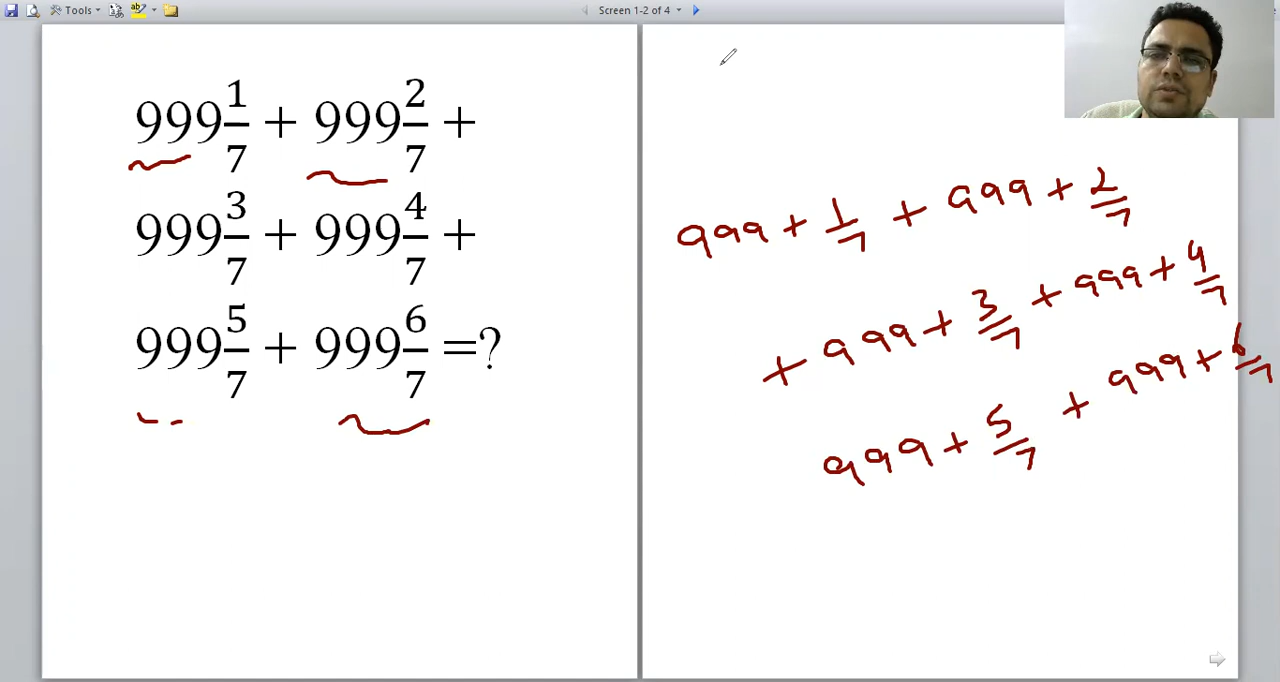 Tools Screen 1-2 of 4
999 1/7 + 999 2/7 +
999 3/7 + 999 4/7 +
999 5/7 + 999 6/7 =?
999 + 1/7 + 999 + 2/7
+ 999 + 3/7 + 999 + 4/7
999 + 5/7 + 999 + 6/7